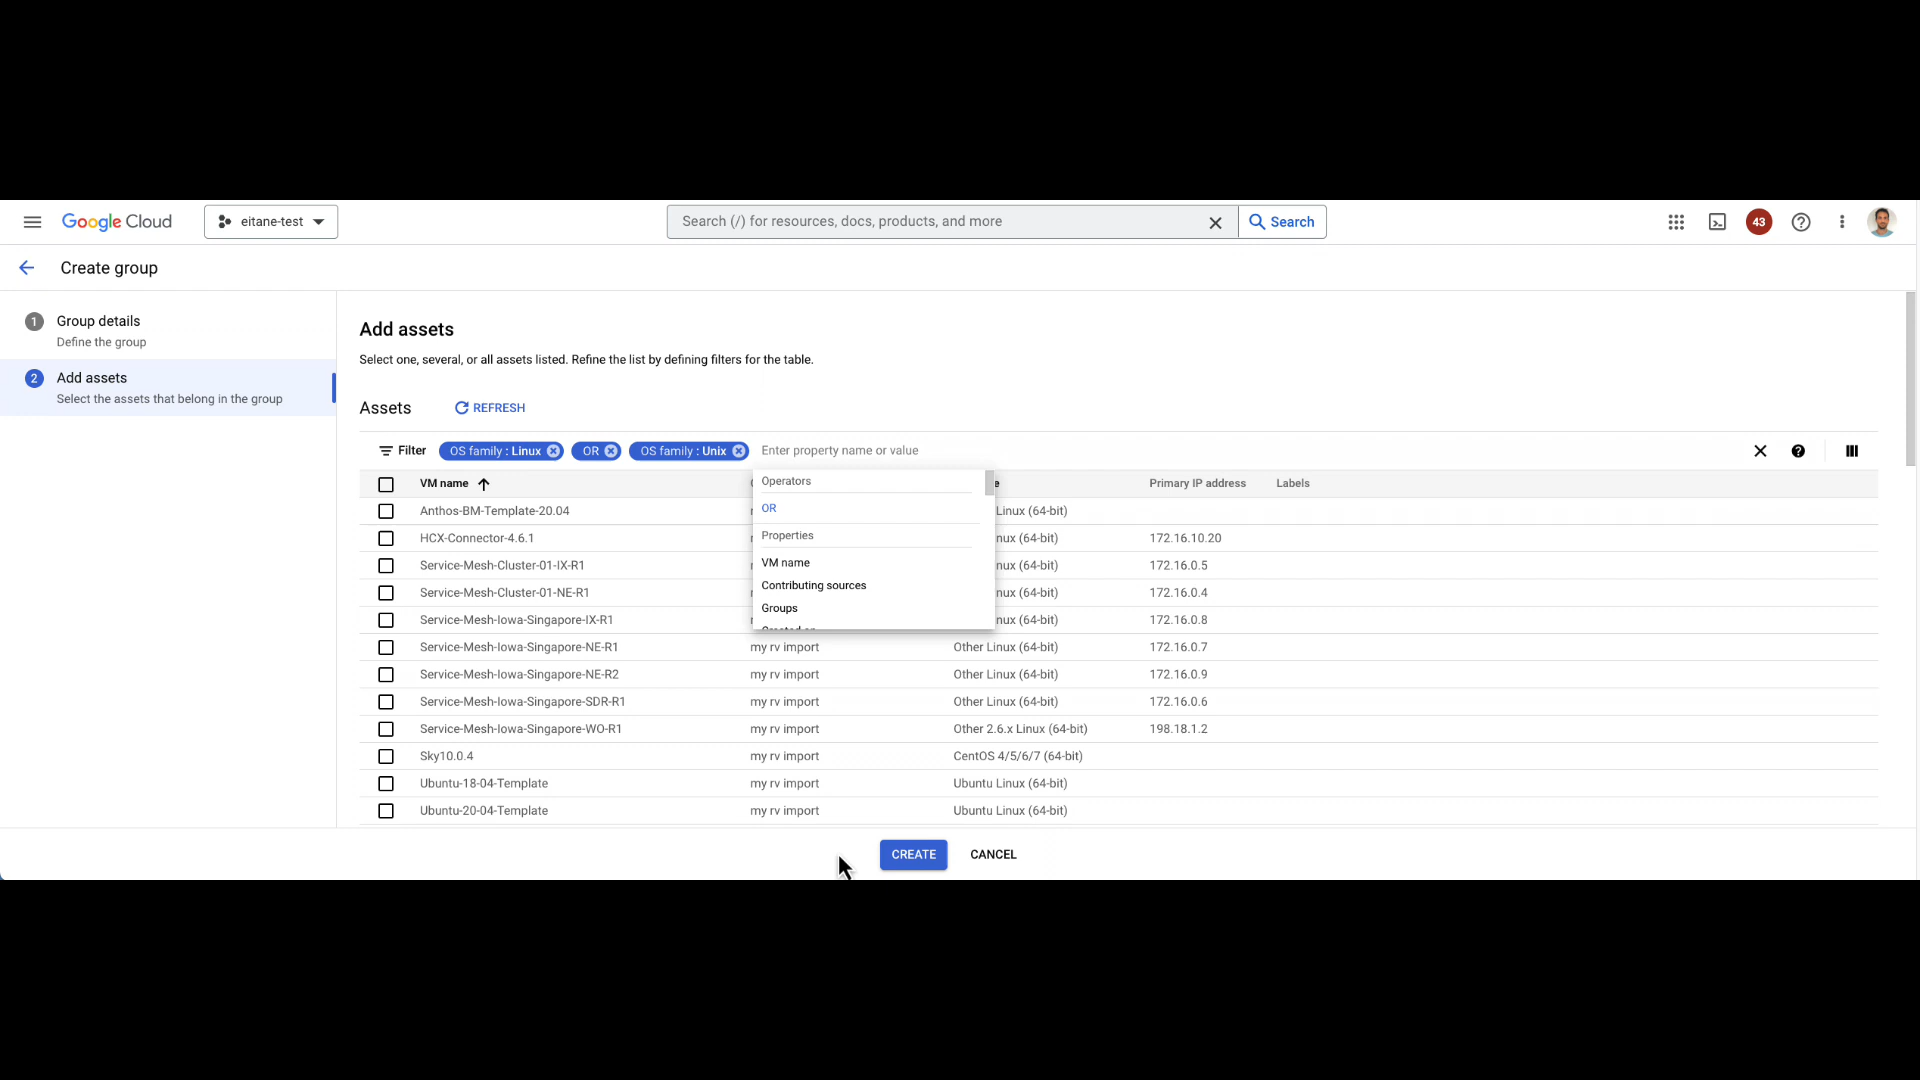 Google Cloud
eitane-test
Search (/) for resources, docs, products, and more
Search
43
Create group
1 Group details
Define the group
2 Add assets
Select the assets that belong in the group
Add assets
Select one, several, or all assets listed. Refine the list by defining filters for the table.
Assets REFRESH
Filter OS family : Linux OR OS family : Unix Enter property name or value
VM name Primary IP address Labels
Operators
OR
Properties
VM name
Contributing sources
Groups
Anthos-BM-Template-20.04 Linux (64-bit)
HCX-Connector-4.6.1 nux (64-bit) 172.16.10.20
Service-Mesh-Cluster-01-IX-R1 nux (64-bit) 172.16.0.5
Service-Mesh-Cluster-01-NE-R1 nux (64-bit) 172.16.0.4
Service-Mesh-Iowa-Singapore-IX-R1 nux (64-bit) 172.16.0.8
Service-Mesh-Iowa-Singapore-NE-R1 my rv import Other Linux (64-bit) 172.16.0.7
Service-Mesh-Iowa-Singapore-NE-R2 my rv import Other Linux (64-bit) 172.16.0.9
Service-Mesh-Iowa-Singapore-SDR-R1 my rv import Other Linux (64-bit) 172.16.0.6
Service-Mesh-Iowa-Singapore-WO-R1 my rv import Other 2.6.x Linux (64-bit) 198.18.1.2
Sky10.0.4 my rv import CentOS 4/5/6/7 (64-bit)
Ubuntu-18-04-Template my rv import Ubuntu Linux (64-bit)
Ubuntu-20-04-Template my rv import Ubuntu Linux (64-bit)
CREATE CANCEL